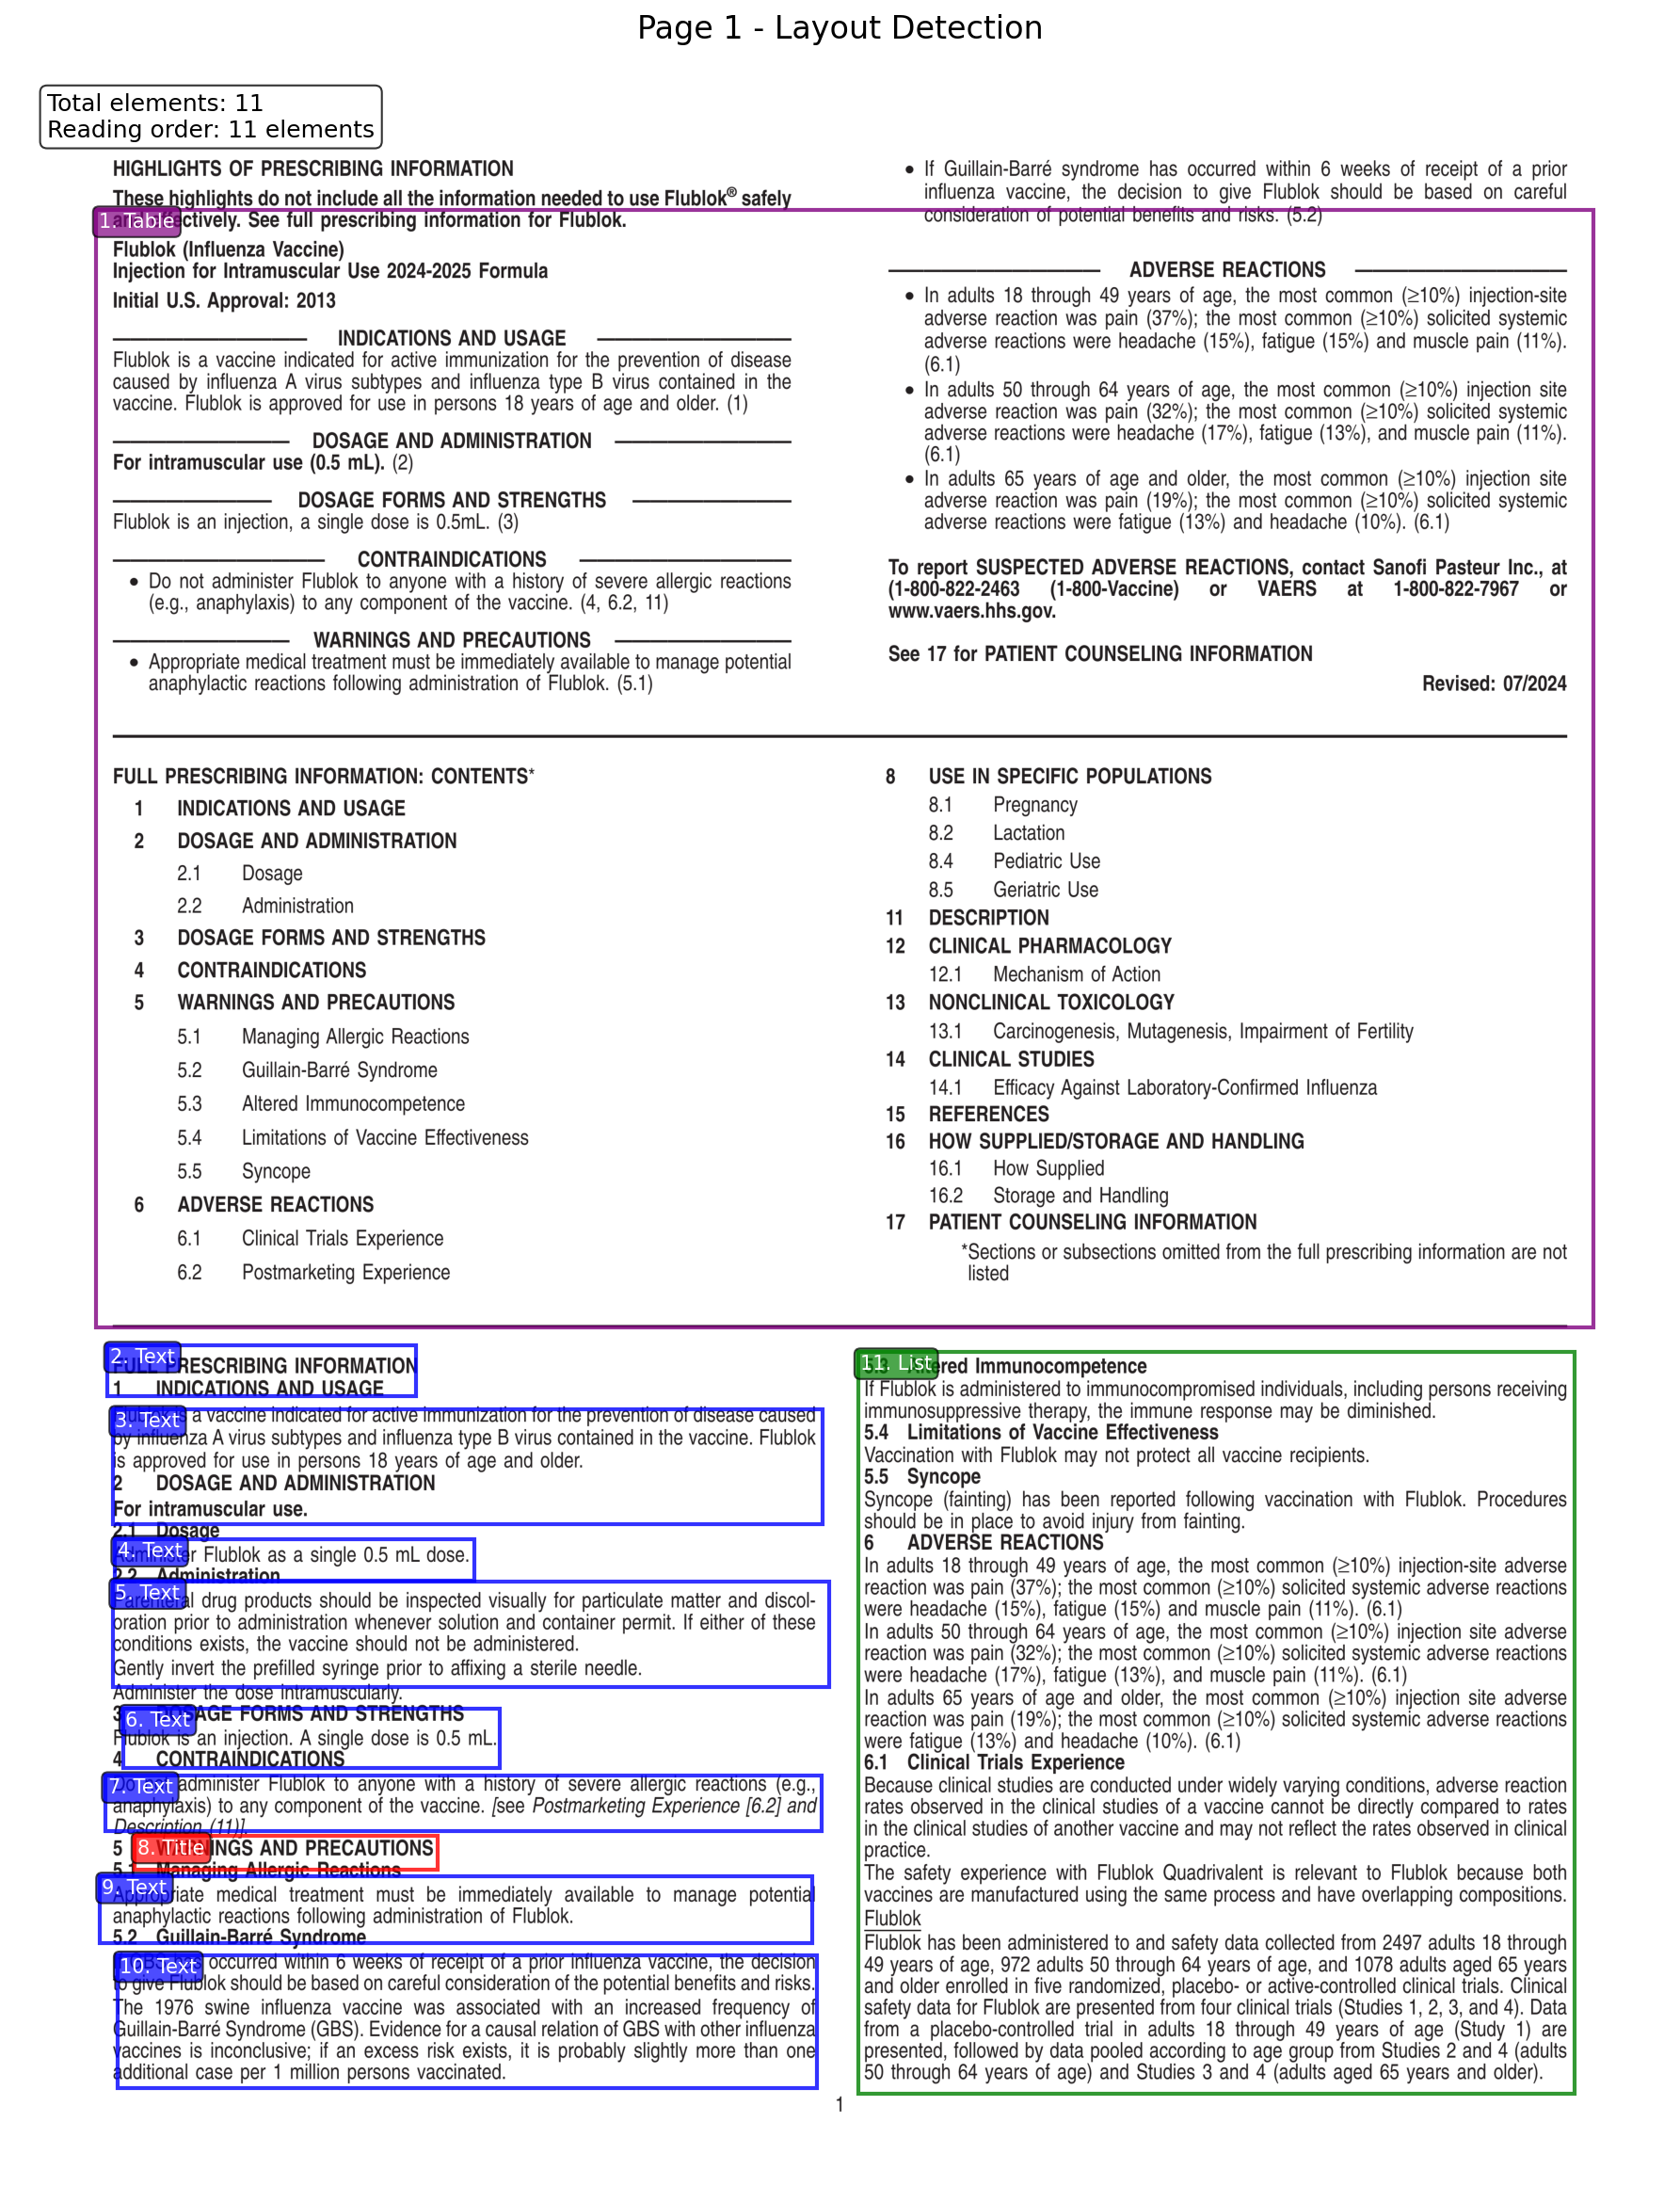 Page 1 - Layout Detection
Total elements: 11
Reading order: 11 elements
HIGHLIGHTS OF PRESCRIBING INFORMATION
These highlights do not include all the information needed to use Flublok® safely
1. Table
ctively. See full prescribing information for Flublok.
Flublok (Influenza Vaccine)
Injection for Intramuscular Use 2024-2025 Formula
Initial U.S. Approval: 2013
INDICATIONS AND USAGE
Flublok is a vaccine indicated for active immunization for the prevention of disease
caused by influenza A virus subtypes and influenza type B virus contained in the
vaccine. Flublok is approved for use in persons 18 years of age and older. (1)
DOSAGE AND ADMINISTRATION
For intramuscular use (0.5 mL). (2)
DOSAGE FORMS AND STRENGTHS
Flublok is an injection, a single dose is 0.5mL. (3)
CONTRAINDICATIONS
• Do not administer Flublok to anyone with a history of severe allergic reactions
(e.g., anaphylaxis) to any component of the vaccine. (4, 6.2, 11)
WARNINGS AND PRECAUTIONS
• Appropriate medical treatment must be immediately available to manage potential
anaphylactic reactions following administration of Flublok. (5.1)
• If Guillain-Barré syndrome has occurred within 6 weeks of receipt of a prior
influenza vaccine, the decision to give Flublok should be based on careful
consideration of potential benefits and risks. (5.2)
ADVERSE REACTIONS
• In adults 18 through 49 years of age, the most common (≥10%) injection-site
adverse reaction was pain (37%); the most common (≥10%) solicited systemic
adverse reactions were headache (15%), fatigue (15%) and muscle pain (11%).
(6.1)
• In adults 50 through 64 years of age, the most common (≥10%) injection site
adverse reaction was pain (32%); the most common (≥10%) solicited systemic
adverse reactions were headache (17%), fatigue (13%), and muscle pain (11%).
(6.1)
• In adults 65 years of age and older, the most common (≥10%) injection site
adverse reaction was pain (19%); the most common (≥10%) solicited systemic
adverse reactions were fatigue (13%) and headache (10%). (6.1)
To report SUSPECTED ADVERSE REACTIONS, contact Sanofi Pasteur Inc., at
(1-800-822-2463 (1-800-Vaccine) or VAERS at 1-800-822-7967 or
www.vaers.hhs.gov.
See 17 for PATIENT COUNSELING INFORMATION
Revised: 07/2024
FULL PRESCRIBING INFORMATION: CONTENTS*
1 INDICATIONS AND USAGE
2 DOSAGE AND ADMINISTRATION
2.1 Dosage
2.2 Administration
3 DOSAGE FORMS AND STRENGTHS
4 CONTRAINDICATIONS
5 WARNINGS AND PRECAUTIONS
5.1 Managing Allergic Reactions
5.2 Guillain-Barré Syndrome
5.3 Altered Immunocompetence
5.4 Limitations of Vaccine Effectiveness
5.5 Syncope
6 ADVERSE REACTIONS
6.1 Clinical Trials Experience
6.2 Postmarketing Experience
8 USE IN SPECIFIC POPULATIONS
8.1 Pregnancy
8.2 Lactation
8.4 Pediatric Use
8.5 Geriatric Use
11 DESCRIPTION
12 CLINICAL PHARMACOLOGY
12.1 Mechanism of Action
13 NONCLINICAL TOXICOLOGY
13.1 Carcinogenesis, Mutagenesis, Impairment of Fertility
14 CLINICAL STUDIES
14.1 Efficacy Against Laboratory-Confirmed Influenza
15 REFERENCES
16 HOW SUPPLIED/STORAGE AND HANDLING
16.1 How Supplied
16.2 Storage and Handling
17 PATIENT COUNSELING INFORMATION
*Sections or subsections omitted from the full prescribing information are not
listed
2. Text
FULL PRESCRIBING INFORMATION
1 INDICATIONS AND USAGE
3. Text
a vaccine indicated for active immunization for the prevention of disease caused
by influenza A virus subtypes and influenza type B virus contained in the vaccine. Flublok
is approved for use in persons 18 years of age and older.
2 DOSAGE AND ADMINISTRATION
For intramuscular use.
2.1 Dosage
4. Text
Administer Flublok as a single 0.5 mL dose.
2.2 Administration
5. Text
Parenteral drug products should be inspected visually for particulate matter and discol-
oration prior to administration whenever solution and container permit. If either of these
conditions exists, the vaccine should not be administered.
Gently invert the prefilled syringe prior to affixing a sterile needle.
Administer the dose intramuscularly.
3 DOSAGE FORMS AND STRENGTHS
6. Text
Flublok is an injection. A single dose is 0.5 mL.
4 CONTRAINDICATIONS
7. Text
Do not administer Flublok to anyone with a history of severe allergic reactions (e.g.,
anaphylaxis) to any component of the vaccine. [see Postmarketing Experience [6.2] and
Description (11)].
8. Title
5 WARNINGS AND PRECAUTIONS
5.1 Managing Allergic Reactions
9. Text
Appropriate medical treatment must be immediately available to manage potential
anaphylactic reactions following administration of Flublok.
5.2 Guillain-Barré Syndrome
10. Text
occurred within 6 weeks of receipt of a prior influenza vaccine, the decision
to give Flublok should be based on careful consideration of the potential benefits and risks.
The 1976 swine influenza vaccine was associated with an increased frequency of
Guillain-Barré Syndrome (GBS). Evidence for a causal relation of GBS with other influenza
vaccines is inconclusive; if an excess risk exists, it is probably slightly more than one
additional case per 1 million persons vaccinated.
11. List
5.3 Altered Immunocompetence
If Flublok is administered to immunocompromised individuals, including persons receiving
immunosuppressive therapy, the immune response may be diminished.
5.4 Limitations of Vaccine Effectiveness
Vaccination with Flublok may not protect all vaccine recipients.
5.5 Syncope
Syncope (fainting) has been reported following vaccination with Flublok. Procedures
should be in place to avoid injury from fainting.
6 ADVERSE REACTIONS
In adults 18 through 49 years of age, the most common (≥10%) injection-site adverse
reaction was pain (37%); the most common (≥10%) solicited systemic adverse reactions
were headache (15%), fatigue (15%) and muscle pain (11%). (6.1)
In adults 50 through 64 years of age, the most common (≥10%) injection site adverse
reaction was pain (32%); the most common (≥10%) solicited systemic adverse reactions
were headache (17%), fatigue (13%), and muscle pain (11%). (6.1)
In adults 65 years of age and older, the most common (≥10%) injection site adverse
reaction was pain (19%); the most common (≥10%) solicited systemic adverse reactions
were fatigue (13%) and headache (10%). (6.1)
6.1 Clinical Trials Experience
Because clinical studies are conducted under widely varying conditions, adverse reaction
rates observed in the clinical studies of a vaccine cannot be directly compared to rates
in the clinical studies of another vaccine and may not reflect the rates observed in clinical
practice.
The safety experience with Flublok Quadrivalent is relevant to Flublok because both
vaccines are manufactured using the same process and have overlapping compositions.
Flublok
Flublok has been administered to and safety data collected from 2497 adults 18 through
49 years of age, 972 adults 50 through 64 years of age, and 1078 adults aged 65 years
and older enrolled in five randomized, placebo- or active-controlled clinical trials. Clinical
safety data for Flublok are presented from four clinical trials (Studies 1, 2, 3, and 4). Data
from a placebo-controlled trial in adults 18 through 49 years of age (Study 1) are
presented, followed by data pooled according to age group from Studies 2 and 4 (adults
50 through 64 years of age) and Studies 3 and 4 (adults aged 65 years and older).
1